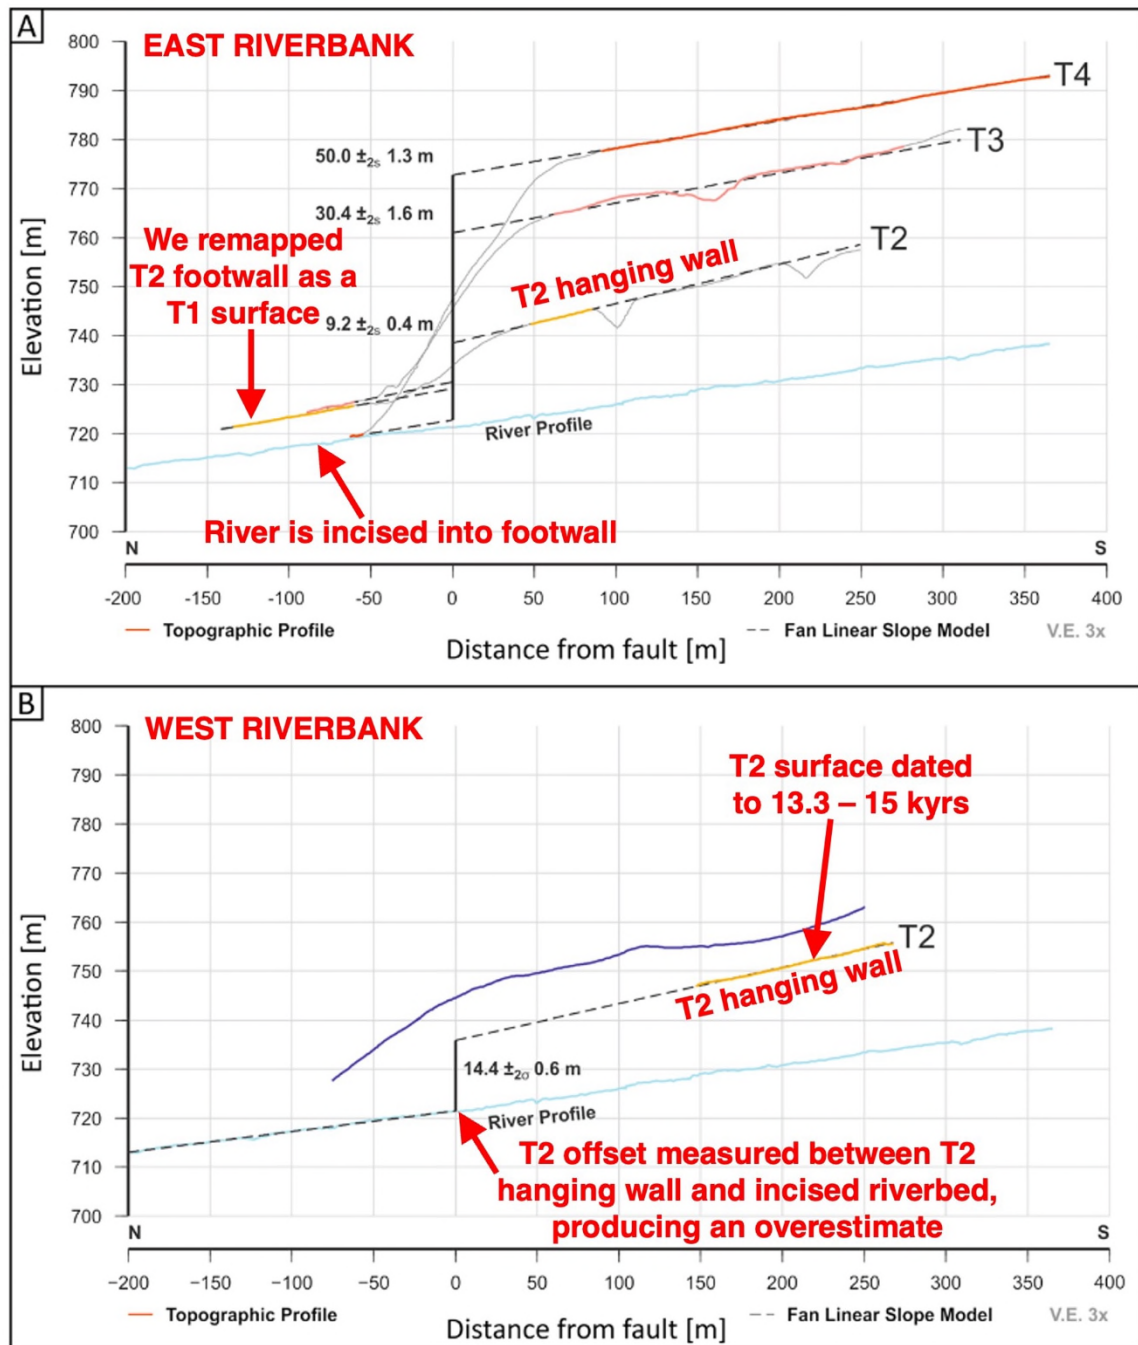 A
EAST RIVERBANK
800
790
780
770
760
750
740
730
720
710
700
Elevation [m]
T4
T3
T2
50.0 ±2s 1.3 m
30.4 ±2s 1.6 m
9.2 ±2s 0.4 m
We remapped
T2 footwall as a
T1 surface
T2 hanging wall
River Profile
River is incised into footwall
N
S
-200 -150 -100 -50 0 50 100 150 200 250 300 350 400
Topographic Profile
Fan Linear Slope Model
V.E. 3x
Distance from fault [m]
B
WEST RIVERBANK
800
790
780
770
760
750
740
730
720
710
700
Elevation [m]
T2 surface dated
to 13.3 – 15 kyrs
T2
T2 hanging wall
14.4 ±2σ 0.6 m
River Profile
T2 offset measured between T2
hanging wall and incised riverbed,
producing an overestimate
N
S
−200 −150 −100 −50 0 50 100 150 200 250 300 350 400
Topographic Profile
Fan Linear Slope Model
V.E. 3x
Distance from fault [m]